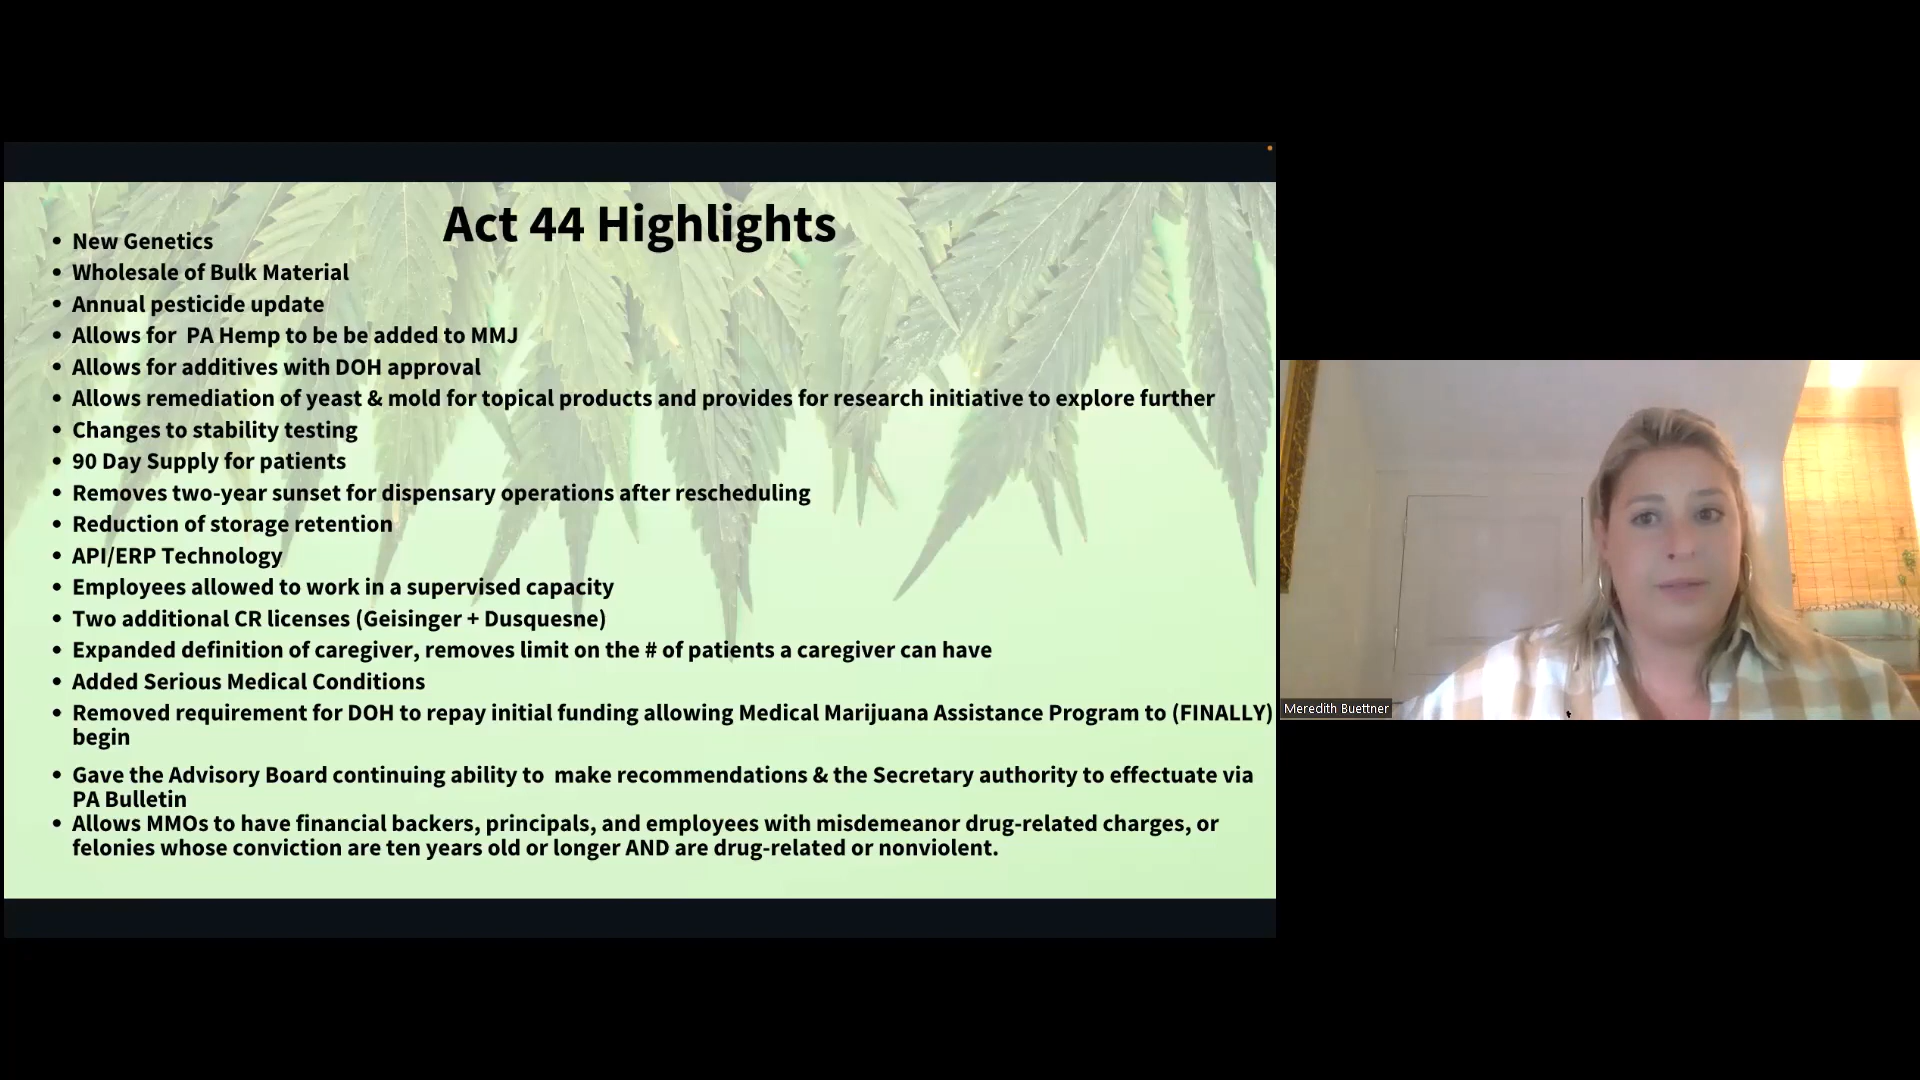 Act 44 Highlights
• New Genetics
• Wholesale of Bulk Material
• Annual pesticide update
• Allows for  PA Hemp to be be added to MMJ
• Allows for additives with DOH approval
• Allows remediation of yeast & mold for topical products and provides for research initiative to explore further
• Changes to stability testing
• 90 Day Supply for patients
• Removes two-year sunset for dispensary operations after rescheduling
• Reduction of storage retention
• API/ERP Technology
• Employees allowed to work in a supervised capacity
• Two additional CR licenses (Geisinger + Dusquesne)
• Expanded definition of caregiver, removes limit on the # of patients a caregiver can have
• Added Serious Medical Conditions
• Removed requirement for DOH to repay initial funding allowing Medical Marijuana Assistance Program to (FINALLY)
begin
• Gave the Advisory Board continuing ability to  make recommendations & the Secretary authority to effectuate via
PA Bulletin
• Allows MMOs to have financial backers, principals, and employees with misdemeanor drug-related charges, or
felonies whose conviction are ten years old or longer AND are drug-related or nonviolent.
Meredith Buettner